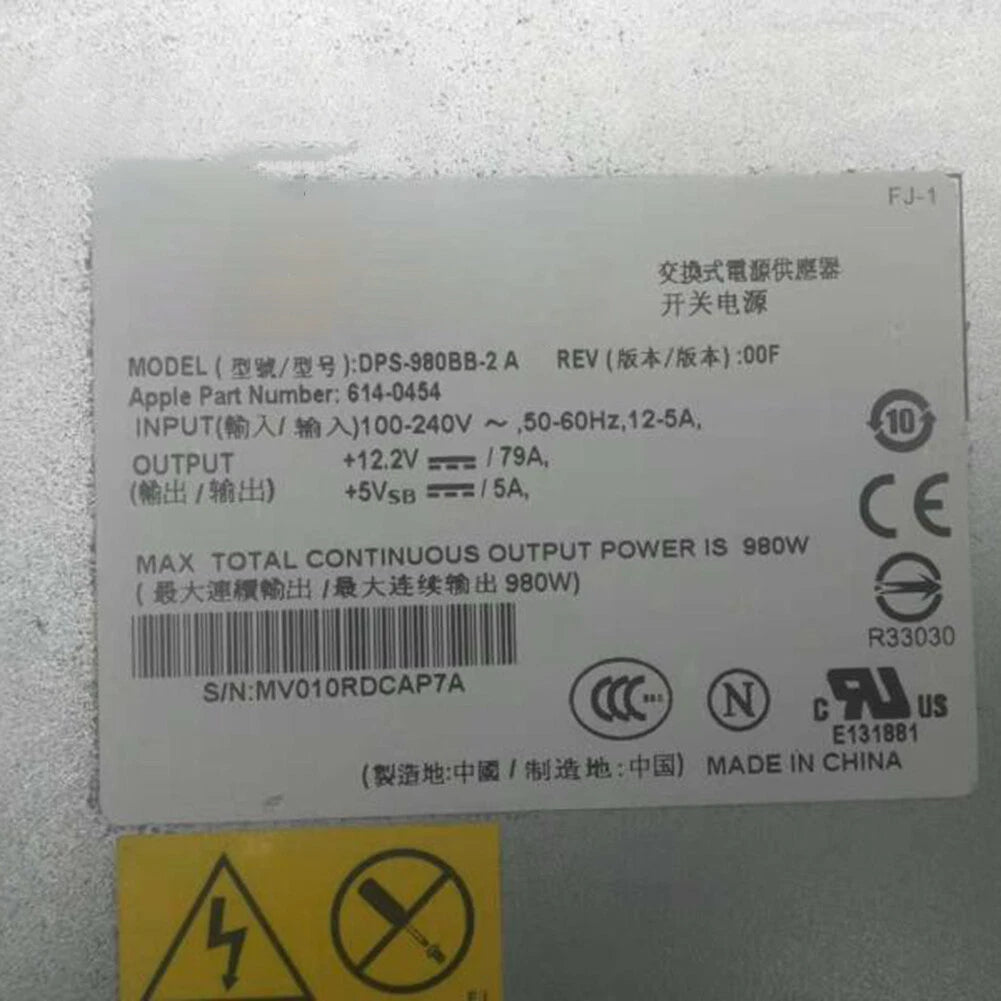 FJ-1
交換式電源供應器
开关电源
MODEL (型號/型号):DPS-980BB-2 A REV (版本/版本):00F
Apple Part Number: 614-0454
INPUT(輸入/ 输入)100-240V ～ ,50-60Hz,12-5A,
OUTPUT +12.2V ⎓ / 79A,
(輸出 / 输出) +5VSB ⎓ / 5A,
MAX TOTAL CONTINUOUS OUTPUT POWER IS 980W
( 最大連續輸出 /最大连续输出 980W)
10
CE
R33030
S/N:MV010RDCAP7A
CCC
N
c RU US
E131881
(製造地:中國 / 制造地:中国) MADE IN CHINA